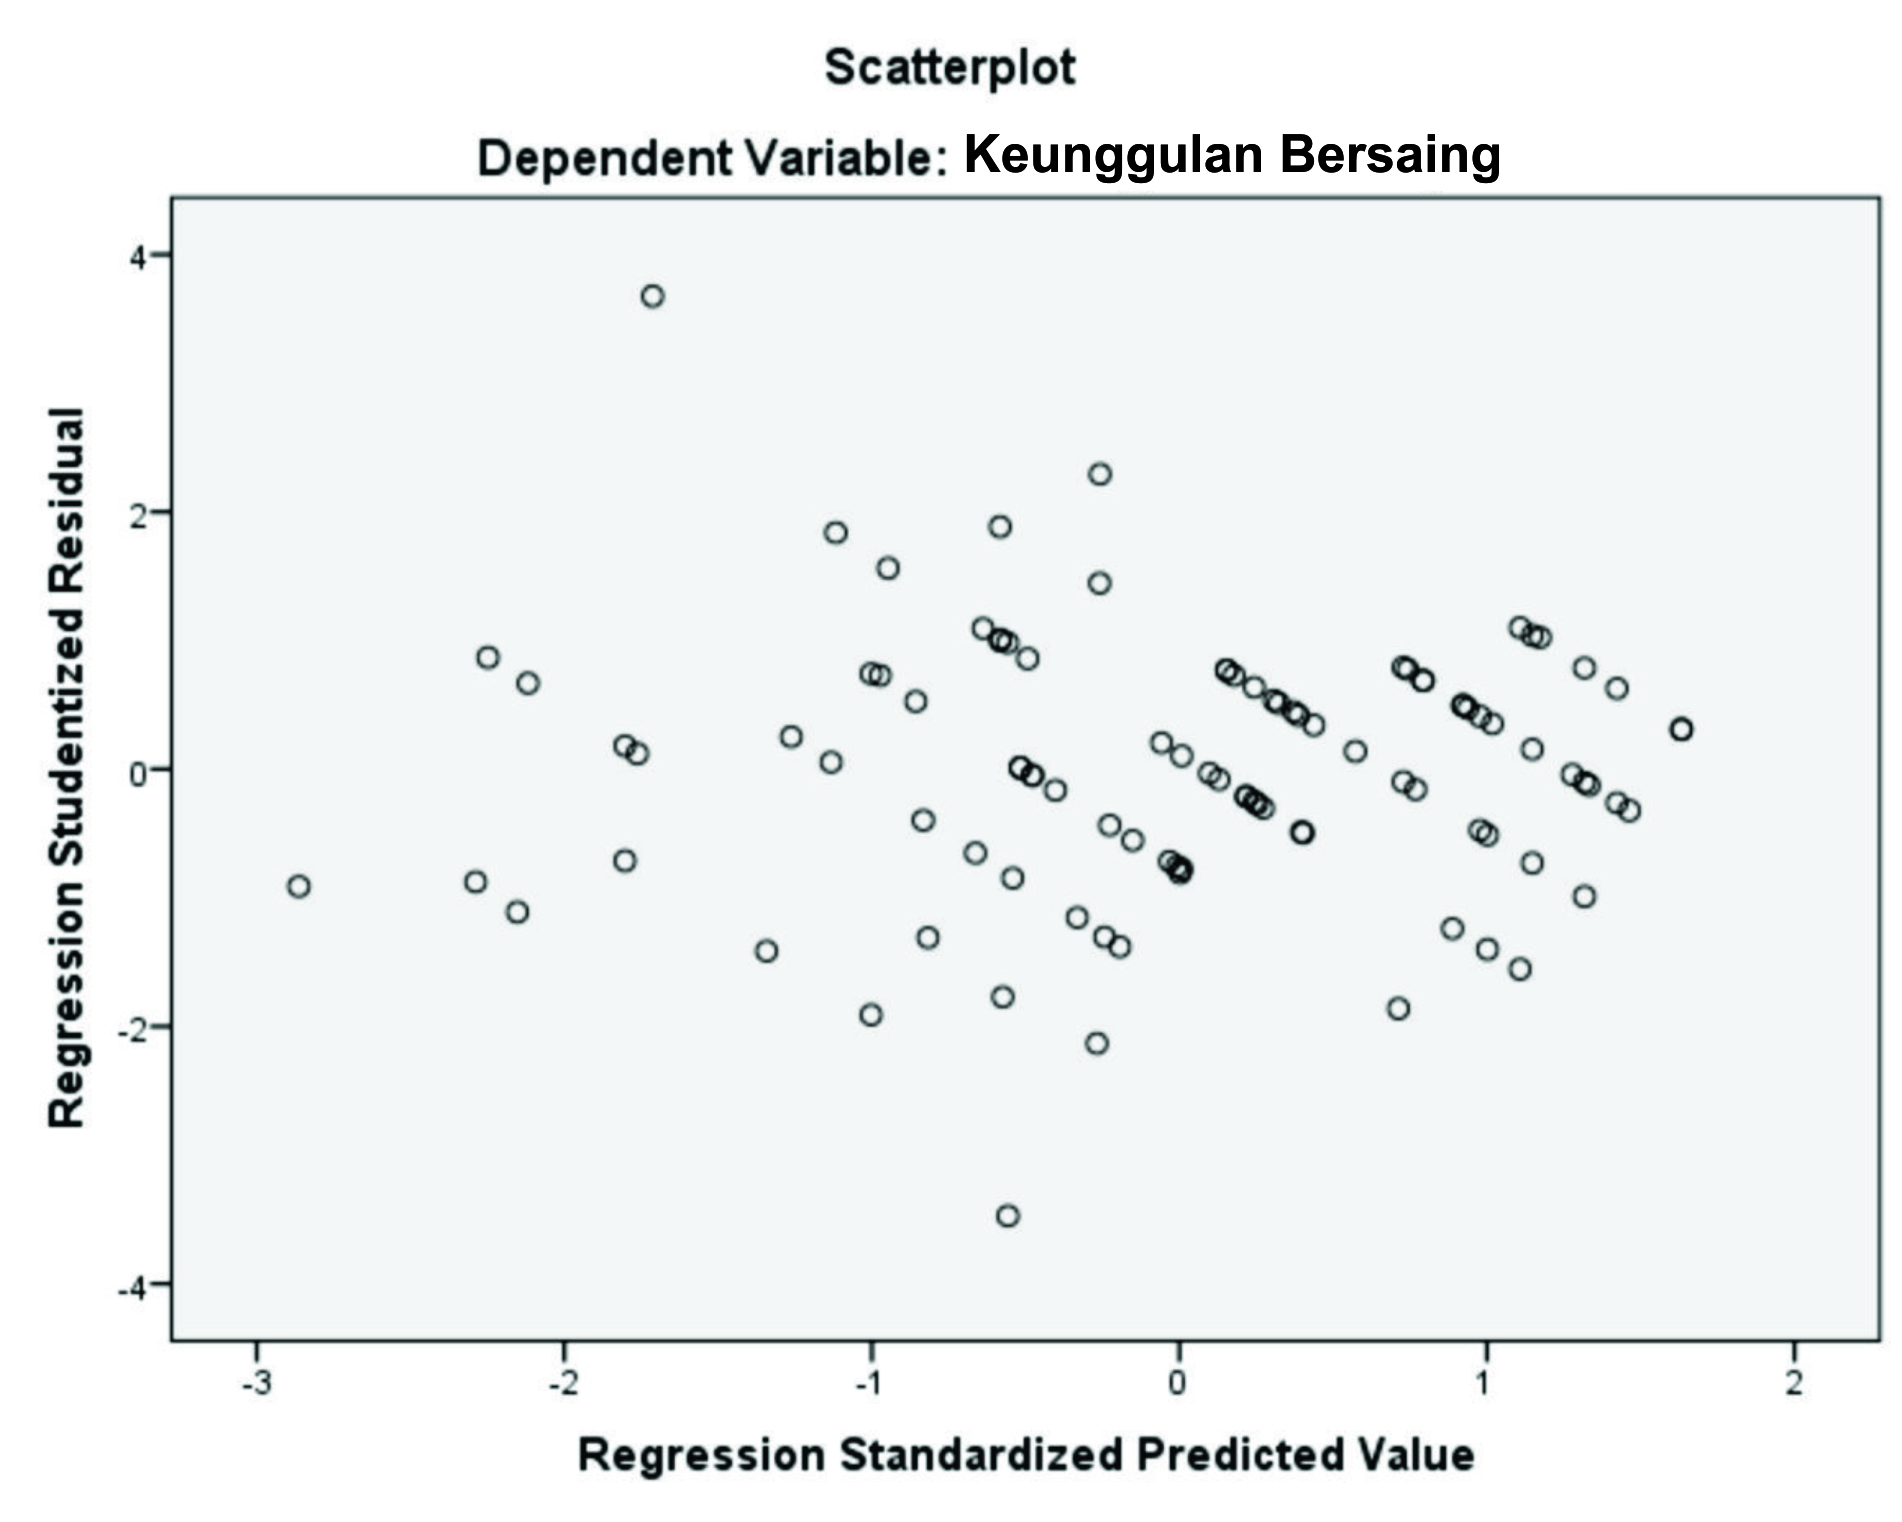 Scatterplot
Dependent Variable: Keunggulan Bersaing
Regression Studentized Residual
4
2
0
-2
-4
-3
-2
-1
0
1
2
Regression Standardized Predicted Value